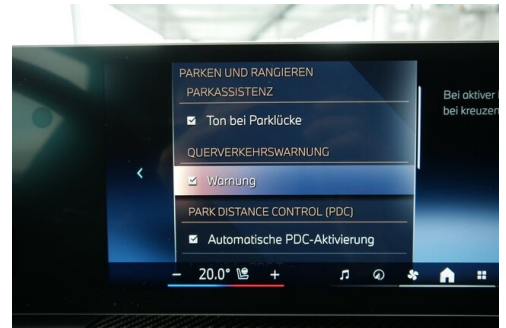 PARKEN UND RANGIEREN
PARKASSISTENZ
Ton bei Parklücke
QUERVERKEHRSWARNUNG
Warnung
PARK DISTANCE CONTROL (PDC)
Automatische PDC-Aktivierung
Bei aktiver
bei kreuzen
- 20.0° +